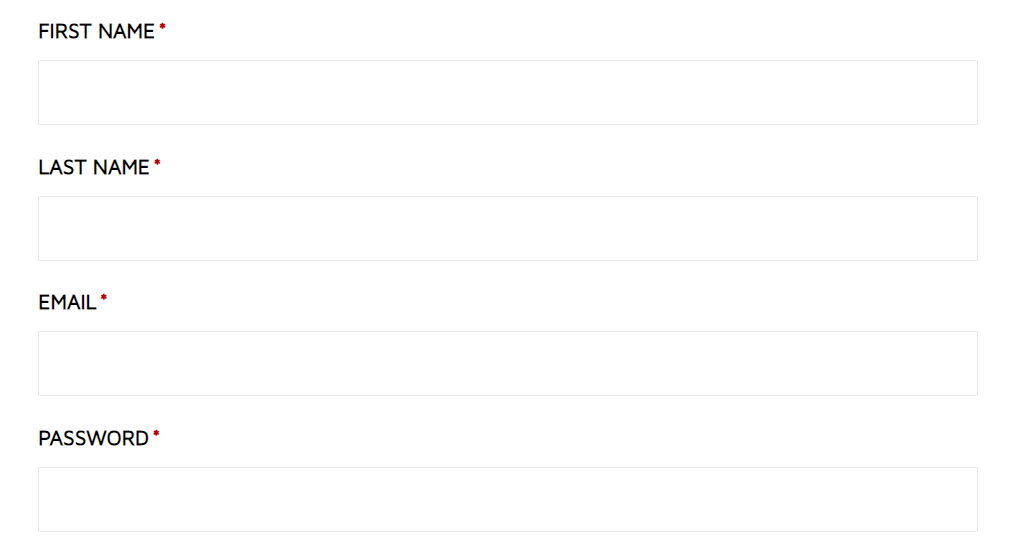 FIRST NAME *
LAST NAME *
EMAIL *
PASSWORD *